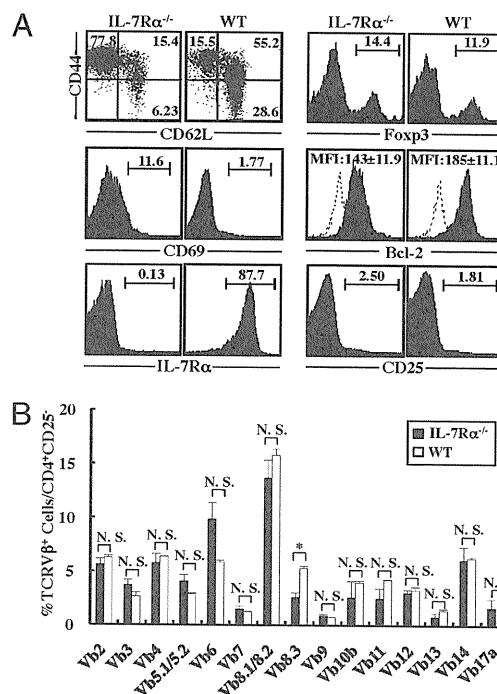 A
IL-7Rα-/- WT
IL-7Rα-/- WT
77.8 15.4 15.5 55.2
6.23 28.6
CD44
CD62L
14.4 11.9
Foxp3
11.6 1.77
CD69
MFI:143±11.9 MFI:185±11.1
Bcl-2
0.13 87.7
IL-7Rα
2.50 1.81
CD25
B
%TCRVβ+ Cells/CD4+CD25-
20
15
10
5
0
IL-7Rα-/-
WT
N. S. N. S. N. S. N. S. N. S. N. S. N. S. * N. S. N. S. N. S. N. S. N. S. N. S. N.
Vb2 Vb3 Vb4 Vb5.1/5.2 Vb6 Vb7 Vb8.1/8.2 Vb8.3 Vb9 Vb10b Vb11 Vb12 Vb13 Vb14 Vb17a